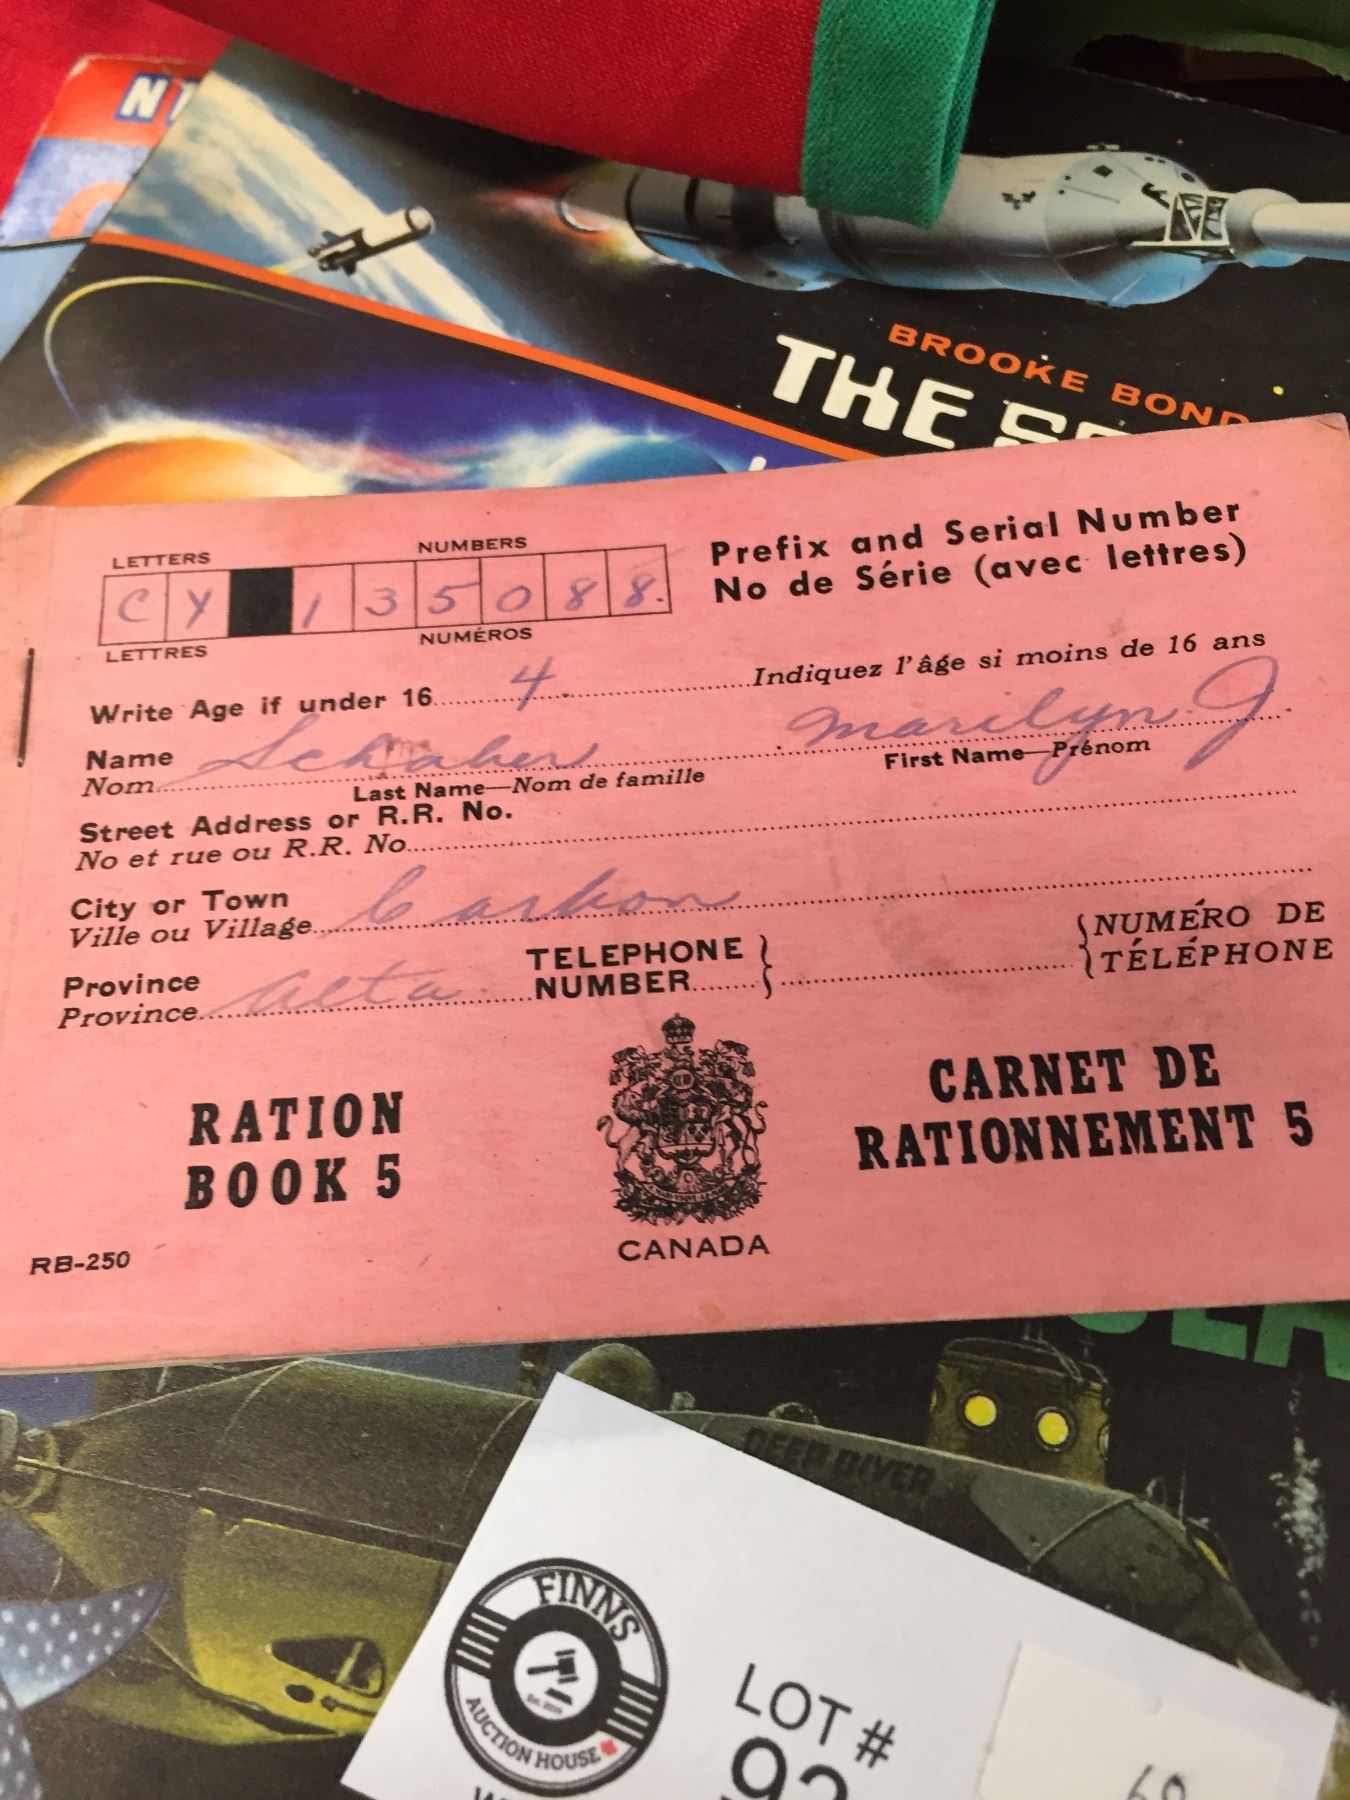 BROOKE BOND
THE
LETTERS
NUMBERS
C Y 1 3 5 0 8 8.
LETTRES
NUMÉROS
Prefix and Serial Number
No de Série (avec lettres)
Write Age if under 16 4. Indiquez l'âge si moins de 16 ans
Name
Nom Schaber Marilyn J
Last Name—Nom de famille First Name—Prénom
Street Address or R.R. No.
No et rue ou R.R. No
City or Town
Ville ou Village Carbon
Province
Province Alta.
TELEPHONE
NUMBER
NUMÉRO DE
TÉLÉPHONE
RATION
BOOK 5
CARNET DE
RATIONNEMENT 5
CANADA
RB-250
DEEP DIVER
FINNS
AUCTION HOUSE
LOT #